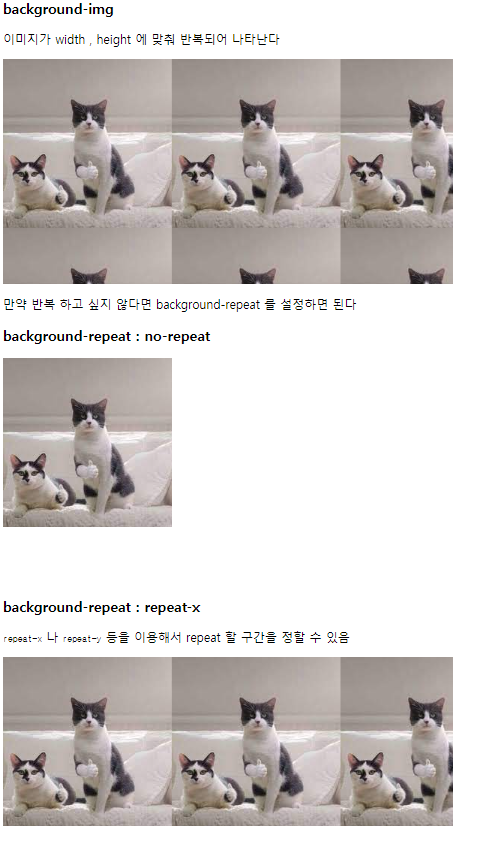 background-img
이미지가 width , height 에 맞춰 반복되어 나타난다
만약 반복 하고 싶지 않다면 background-repeat 를 설정하면 된다
background-repeat : no-repeat
background-repeat : repeat-x
repeat-x 나 repeat-y 등을 이용해서 repeat 할 구간을 정할 수 있음